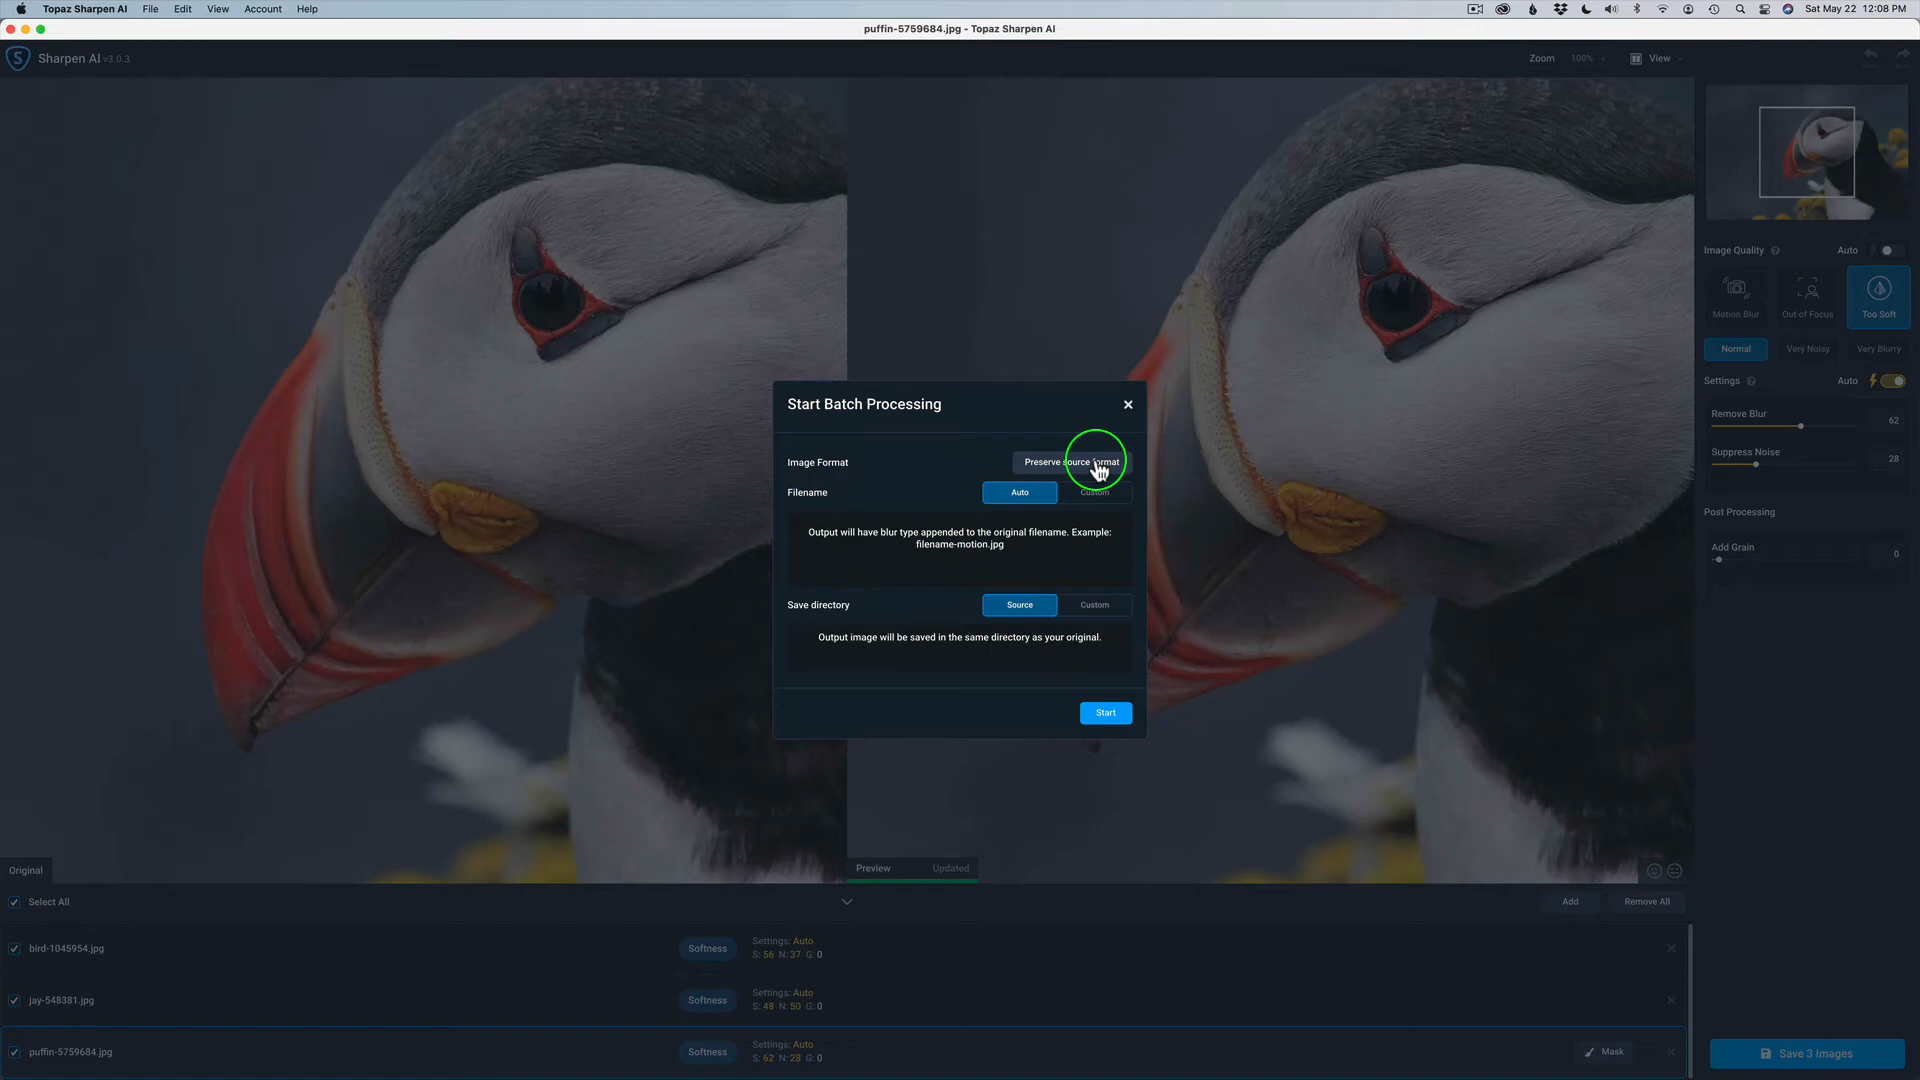 Topaz Sharpen AI File Edit View Account Help Sat May 22 12:08 PM
puffin-5759684.jpg - Topaz Sharpen AI
Sharpen AI v3.0.3 Zoom 100% View
Image Quality Auto
Motion Blur Out of Focus Too Soft
Normal Very Noisy Very Blurry
Settings Auto
Remove Blur 62
Suppress Noise 28
Post Processing
Add Grain 0
Start Batch Processing
Image Format Preserve source format
Filename Auto Custom
Output will have blur type appended to the original filename. Example:
filename-motion.jpg
Save directory Source Custom
Output image will be saved in the same directory as your original.
Start
Original Preview Updated
Select All Add Remove All
bird-1045954.jpg Softness Settings: Auto
S: 56 N: 37 G: 0
jay-548381.jpg Softness Settings: Auto
S: 48 N: 50 G: 0
puffin-5759684.jpg Softness Settings: Auto
S: 62 N: 28 G: 0
Mask
Save 3 Images